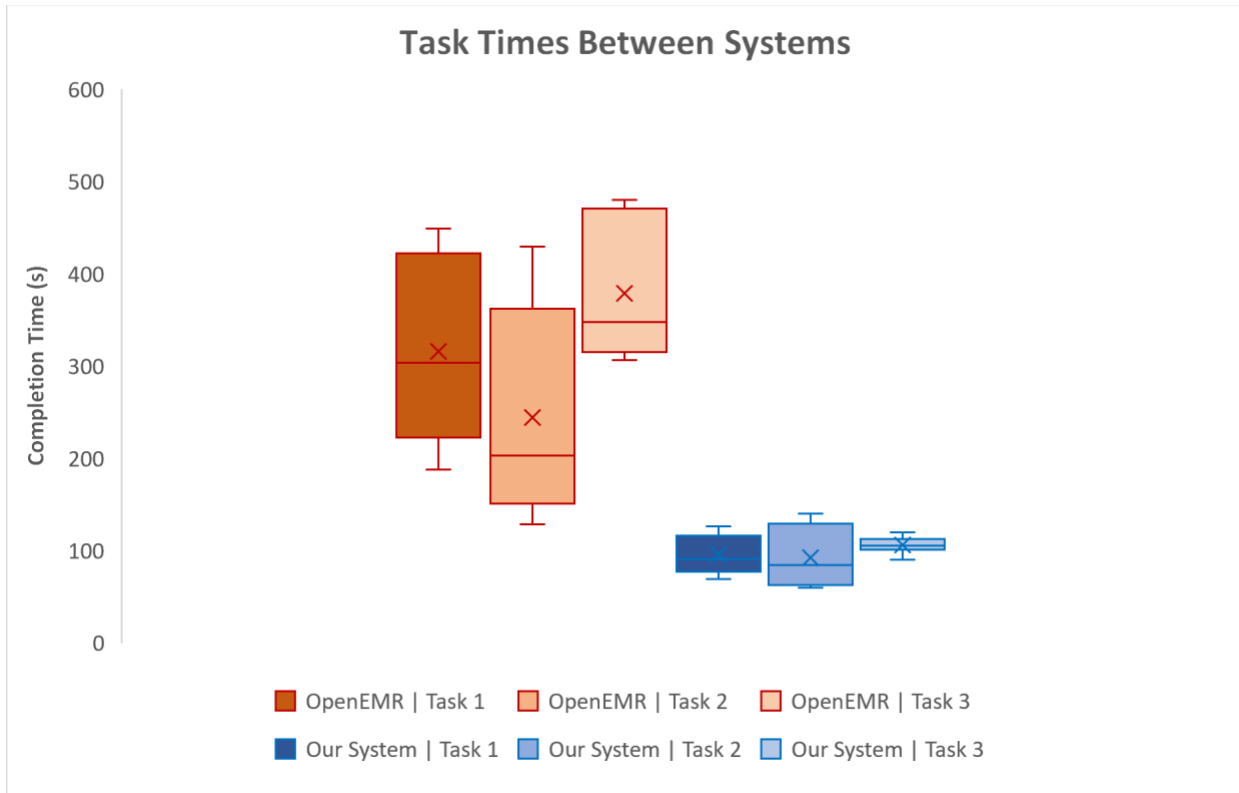 Task Times Between Systems
600
500
400
300
200
100
0
Completion Time (s)
OpenEMR | Task 1
OpenEMR | Task 2
OpenEMR | Task 3
Our System | Task 1
Our System | Task 2
Our System | Task 3